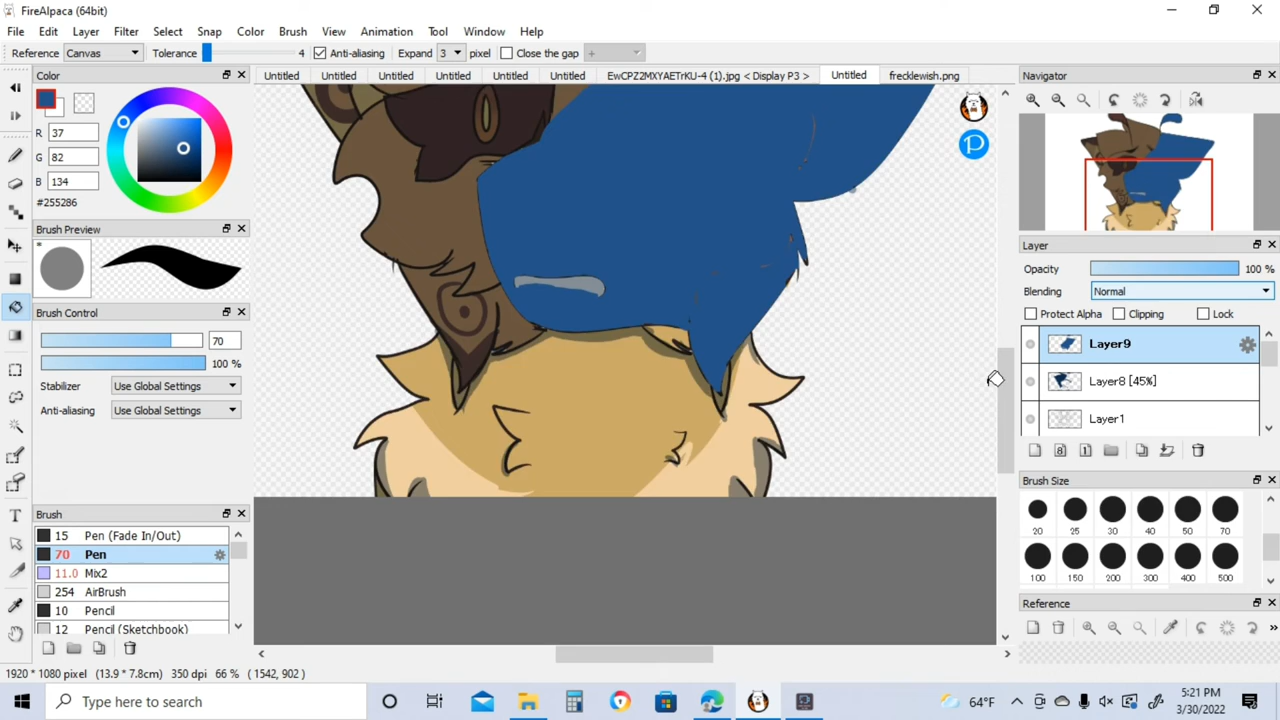 FireAlpaca (64bit)
File Edit Layer Filter Select Snap Color Brush View Animation Tool Window Help
Reference Canvas Tolerance 4 Anti-aliasing Expand 3 pixel Close the gap +
Untitled Untitled Untitled Untitled Untitled Untitled EwCPZ2MXYAETrKU-4 (1).jpg < Display P3 > Untitled frecklewish.png
Color
R 37
G 82
B 134
#255286
Brush Preview
*
Brush Control
70
100 %
Stabilizer Use Global Settings
Anti-aliasing Use Global Settings
Brush
15 Pen (Fade In/Out)
70 Pen
11.0 Mix2
254 AirBrush
10 Pencil
12 Pencil (Sketchbook)
P
Navigator
Layer
Opacity 100 %
Blending Normal
Protect Alpha Clipping Lock
Layer9
Layer8 [45%]
Layer1
8 1
Brush Size
20 25 30 40 50 70
100 150 200 300 400 500
Reference
»
1920 * 1080 pixel (13.9 * 7.8cm) 350 dpi 66 % ( 1542, 902 )
Type here to search
64°F
5:21 PM
3/30/2022